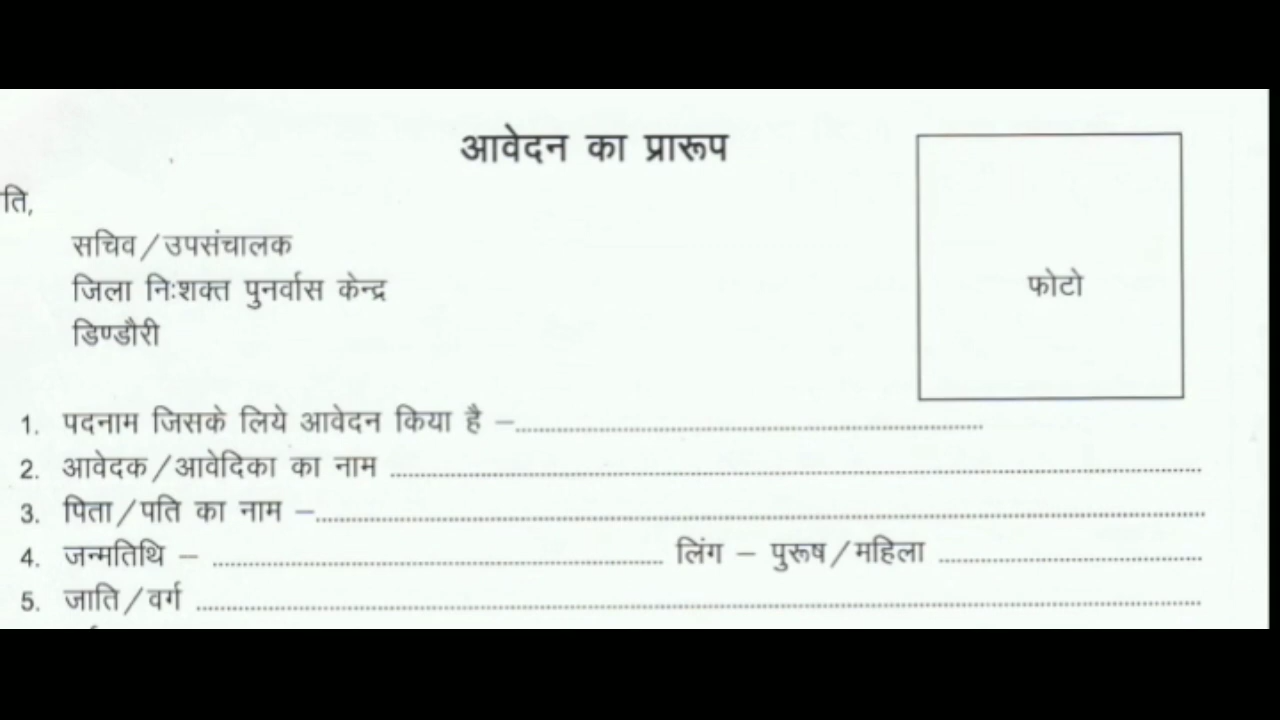 आवेदन का प्रारूप
ति,
सचिव/उपसंचालक
जिला निःशक्त पुनर्वास केन्द्र
डिण्डौरी
फोटो
1. पदनाम जिसके लिये आवेदन किया है –..........................................................
2. आवेदक/आवेदिका का नाम ..........................................................
3. पिता/पति का नाम –..........................................................
4. जन्मतिथि – .......................................................... लिंग – पुरूष/महिला ...................................
5. जाति/वर्ग ..........................................................